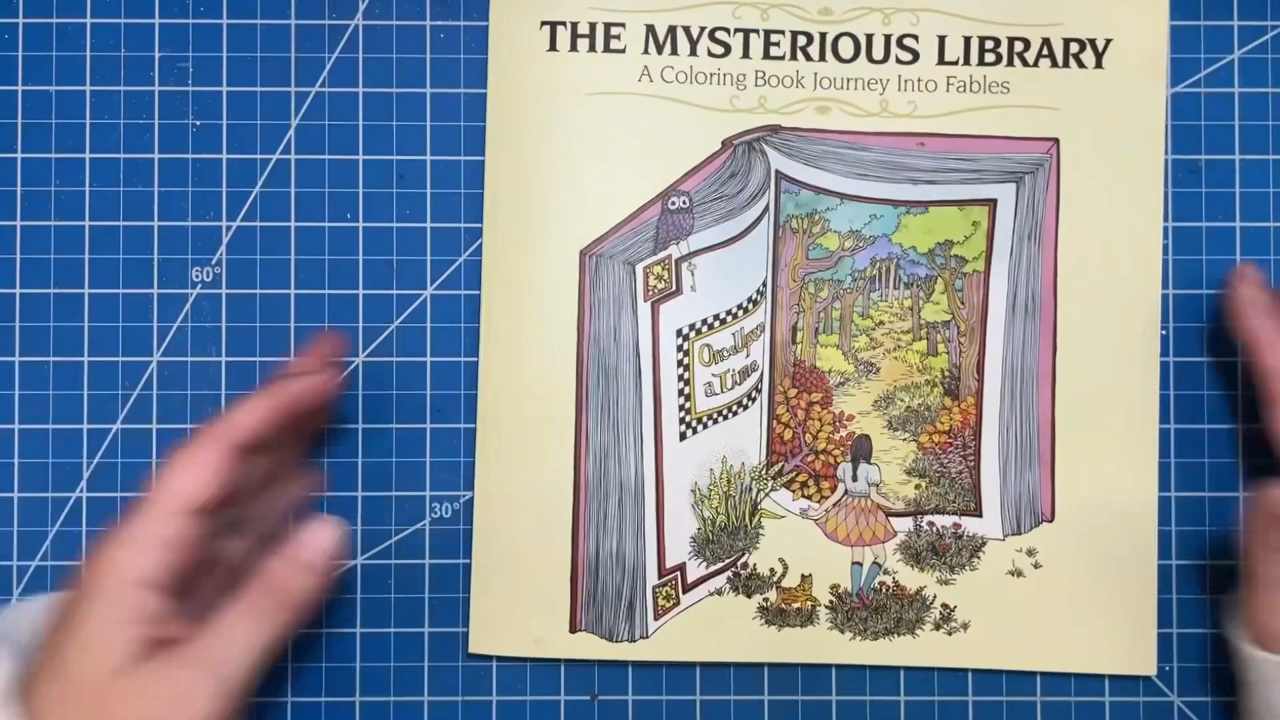 THE MYSTERIOUS LIBRARY
A Coloring Book Journey Into Fables
60°
Once Upon
a Time
30°